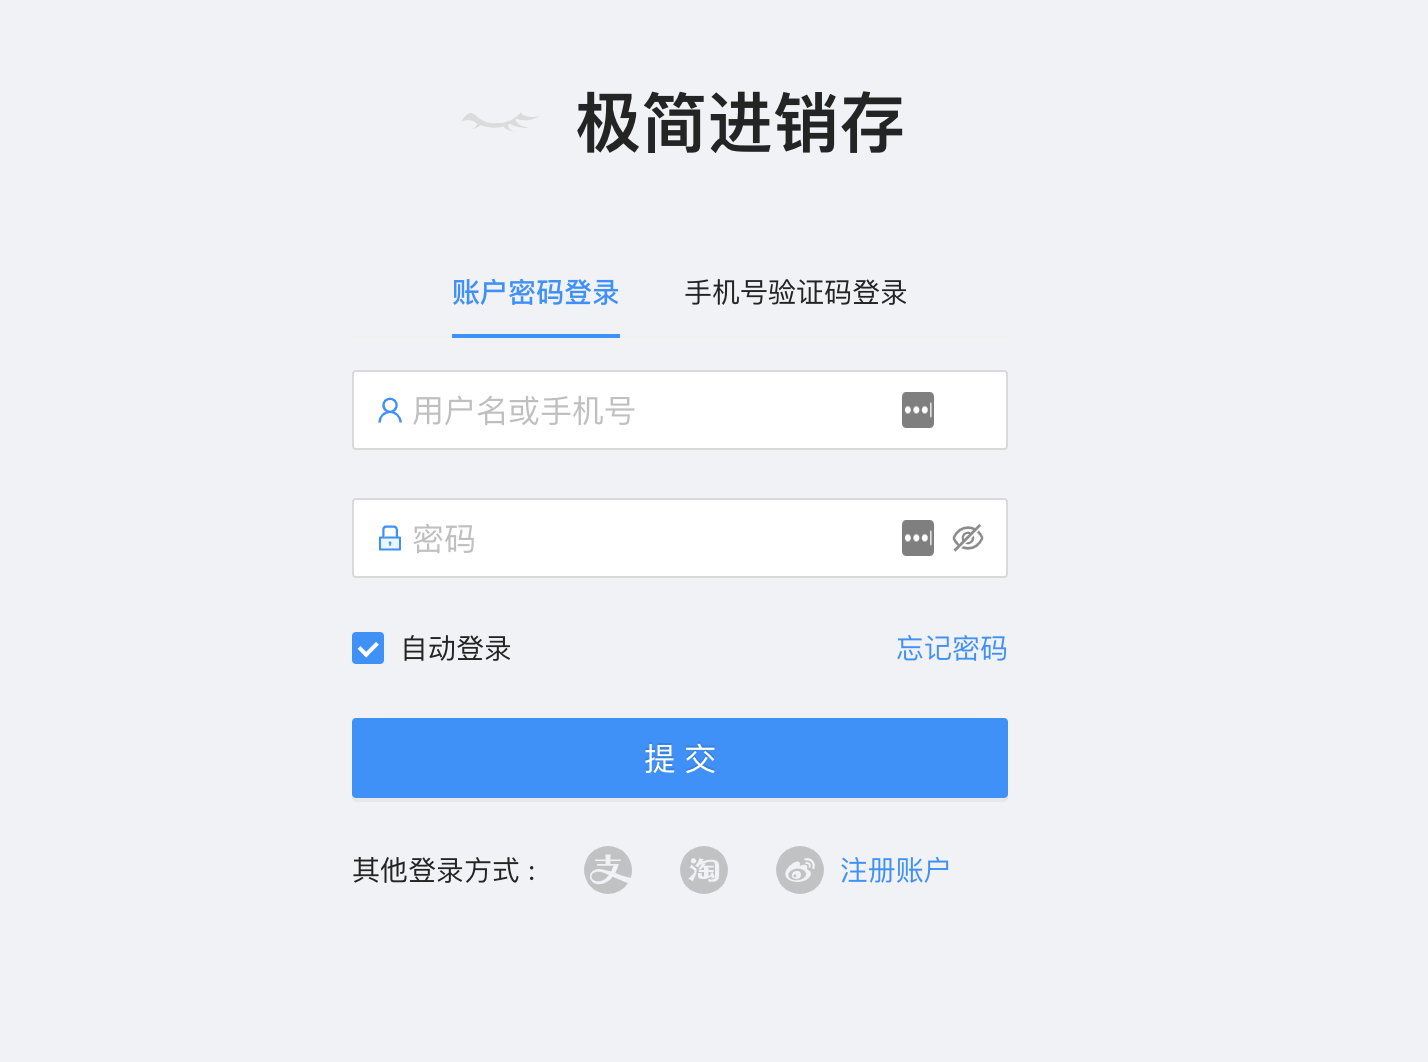 极简进销存
账户密码登录 手机号验证码登录
用户名或手机号
密码
自动登录 忘记密码
提 交
其他登录方式 : 支 淘 注册账户